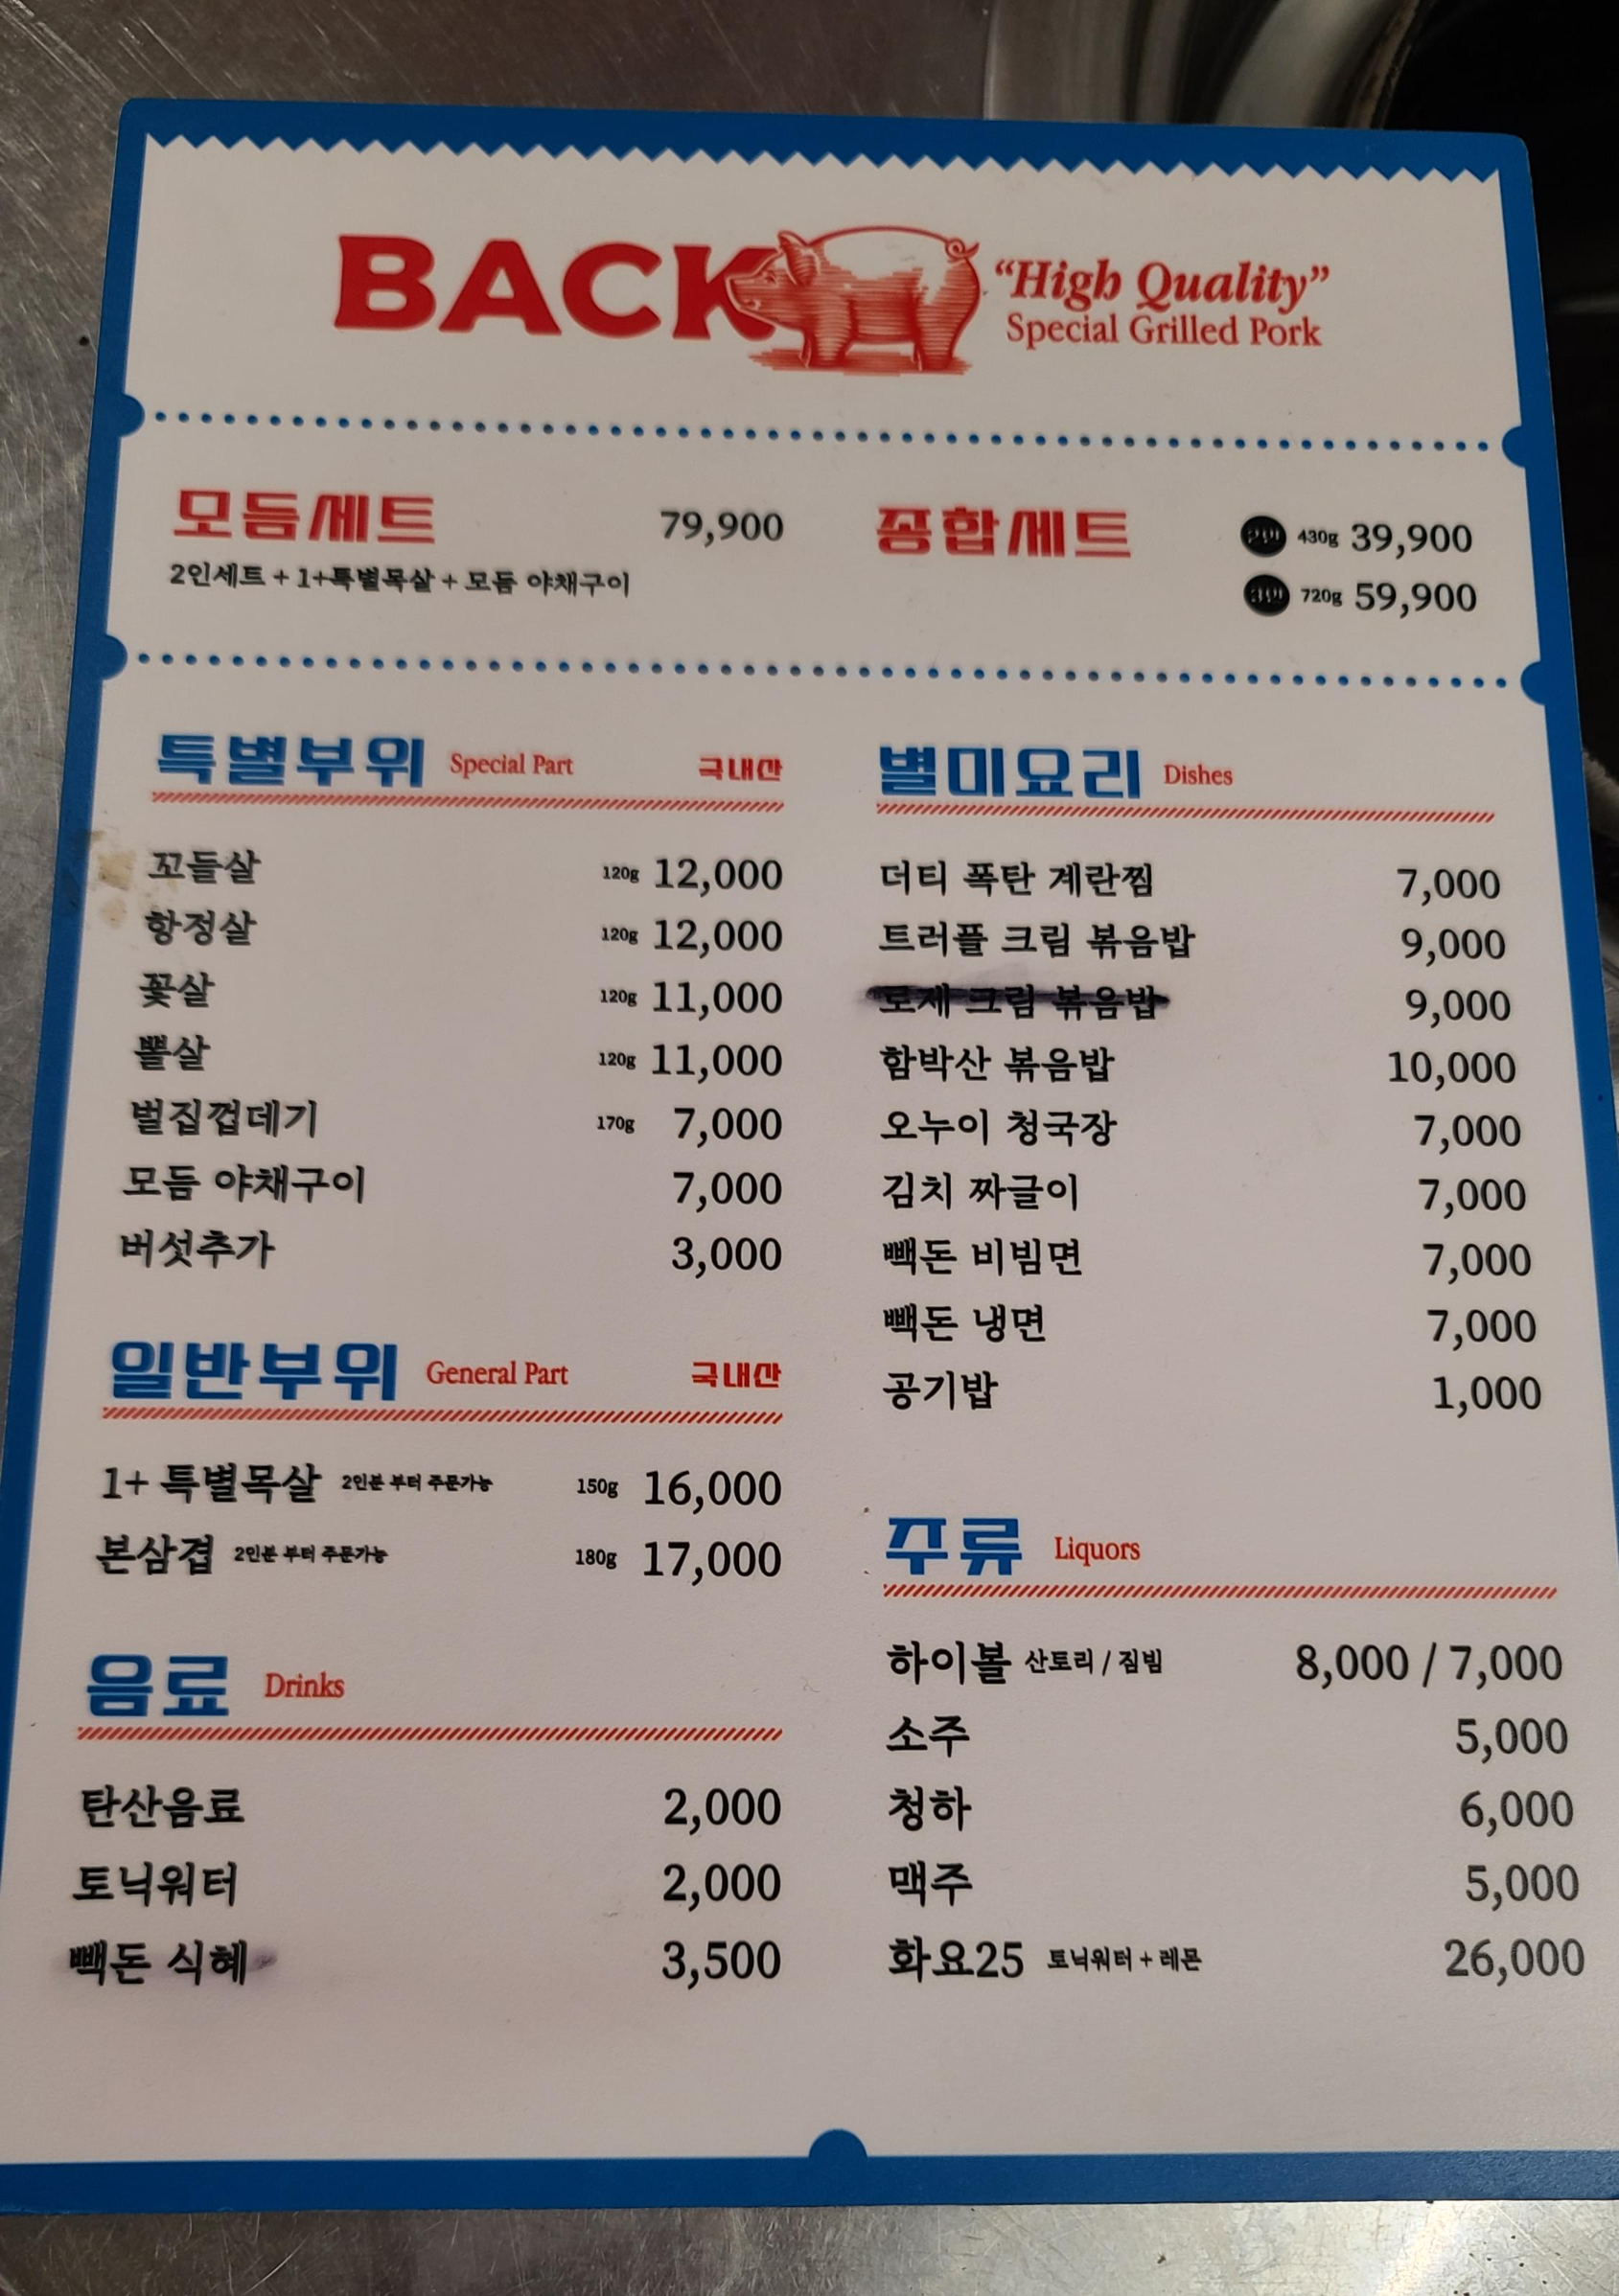 BACK
“High Quality”
Special Grilled Pork
모듬세트 79,900
2인세트 + 1+특별목살 + 모듬 야채구이
종합세트 2인 430g 39,900
3인 720g 59,900
특별부위 Special Part 국내산
꼬들살 120g 12,000
항정살 120g 12,000
꽃살 120g 11,000
뽈살 120g 11,000
벌집껍데기 170g 7,000
모듬 야채구이 7,000
버섯추가 3,000
일반부위 General Part 국내산
1+ 특별목살 2인분 부터 주문가능 150g 16,000
본삼겹 2인분 부터 주문가능 180g 17,000
음료 Drinks
탄산음료 2,000
토닉워터 2,000
빽돈 식혜 3,500
별미요리 Dishes
더티 폭탄 계란찜 7,000
트러플 크림 볶음밥 9,000
로제 크림 볶음밥 9,000
함박산 볶음밥 10,000
오누이 청국장 7,000
김치 짜글이 7,000
빽돈 비빔면 7,000
빽돈 냉면 7,000
공기밥 1,000
주류 Liquors
하이볼 산토리 / 짐빔 8,000 / 7,000
소주 5,000
청하 6,000
맥주 5,000
화요25 토닉워터 + 레몬 26,000